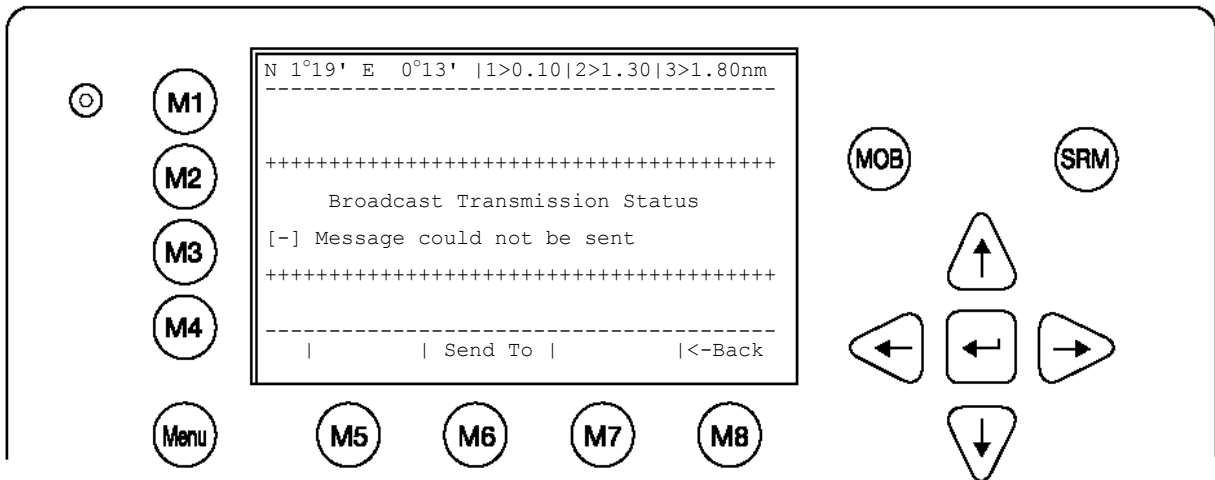 N 1°19' E 0°13' |1>0.10|2>1.30|3>1.80nm
-----------------------------------------
+++++++++++++++++++++++++++++++++++++++++
Broadcast Transmission Status
[-] Message could not be sent
+++++++++++++++++++++++++++++++++++++++++
-----------------------------------------
| | Send To | |<-Back
M1
M2
M3
M4
Menu
M5
M6
M7
M8
MOB
SRM